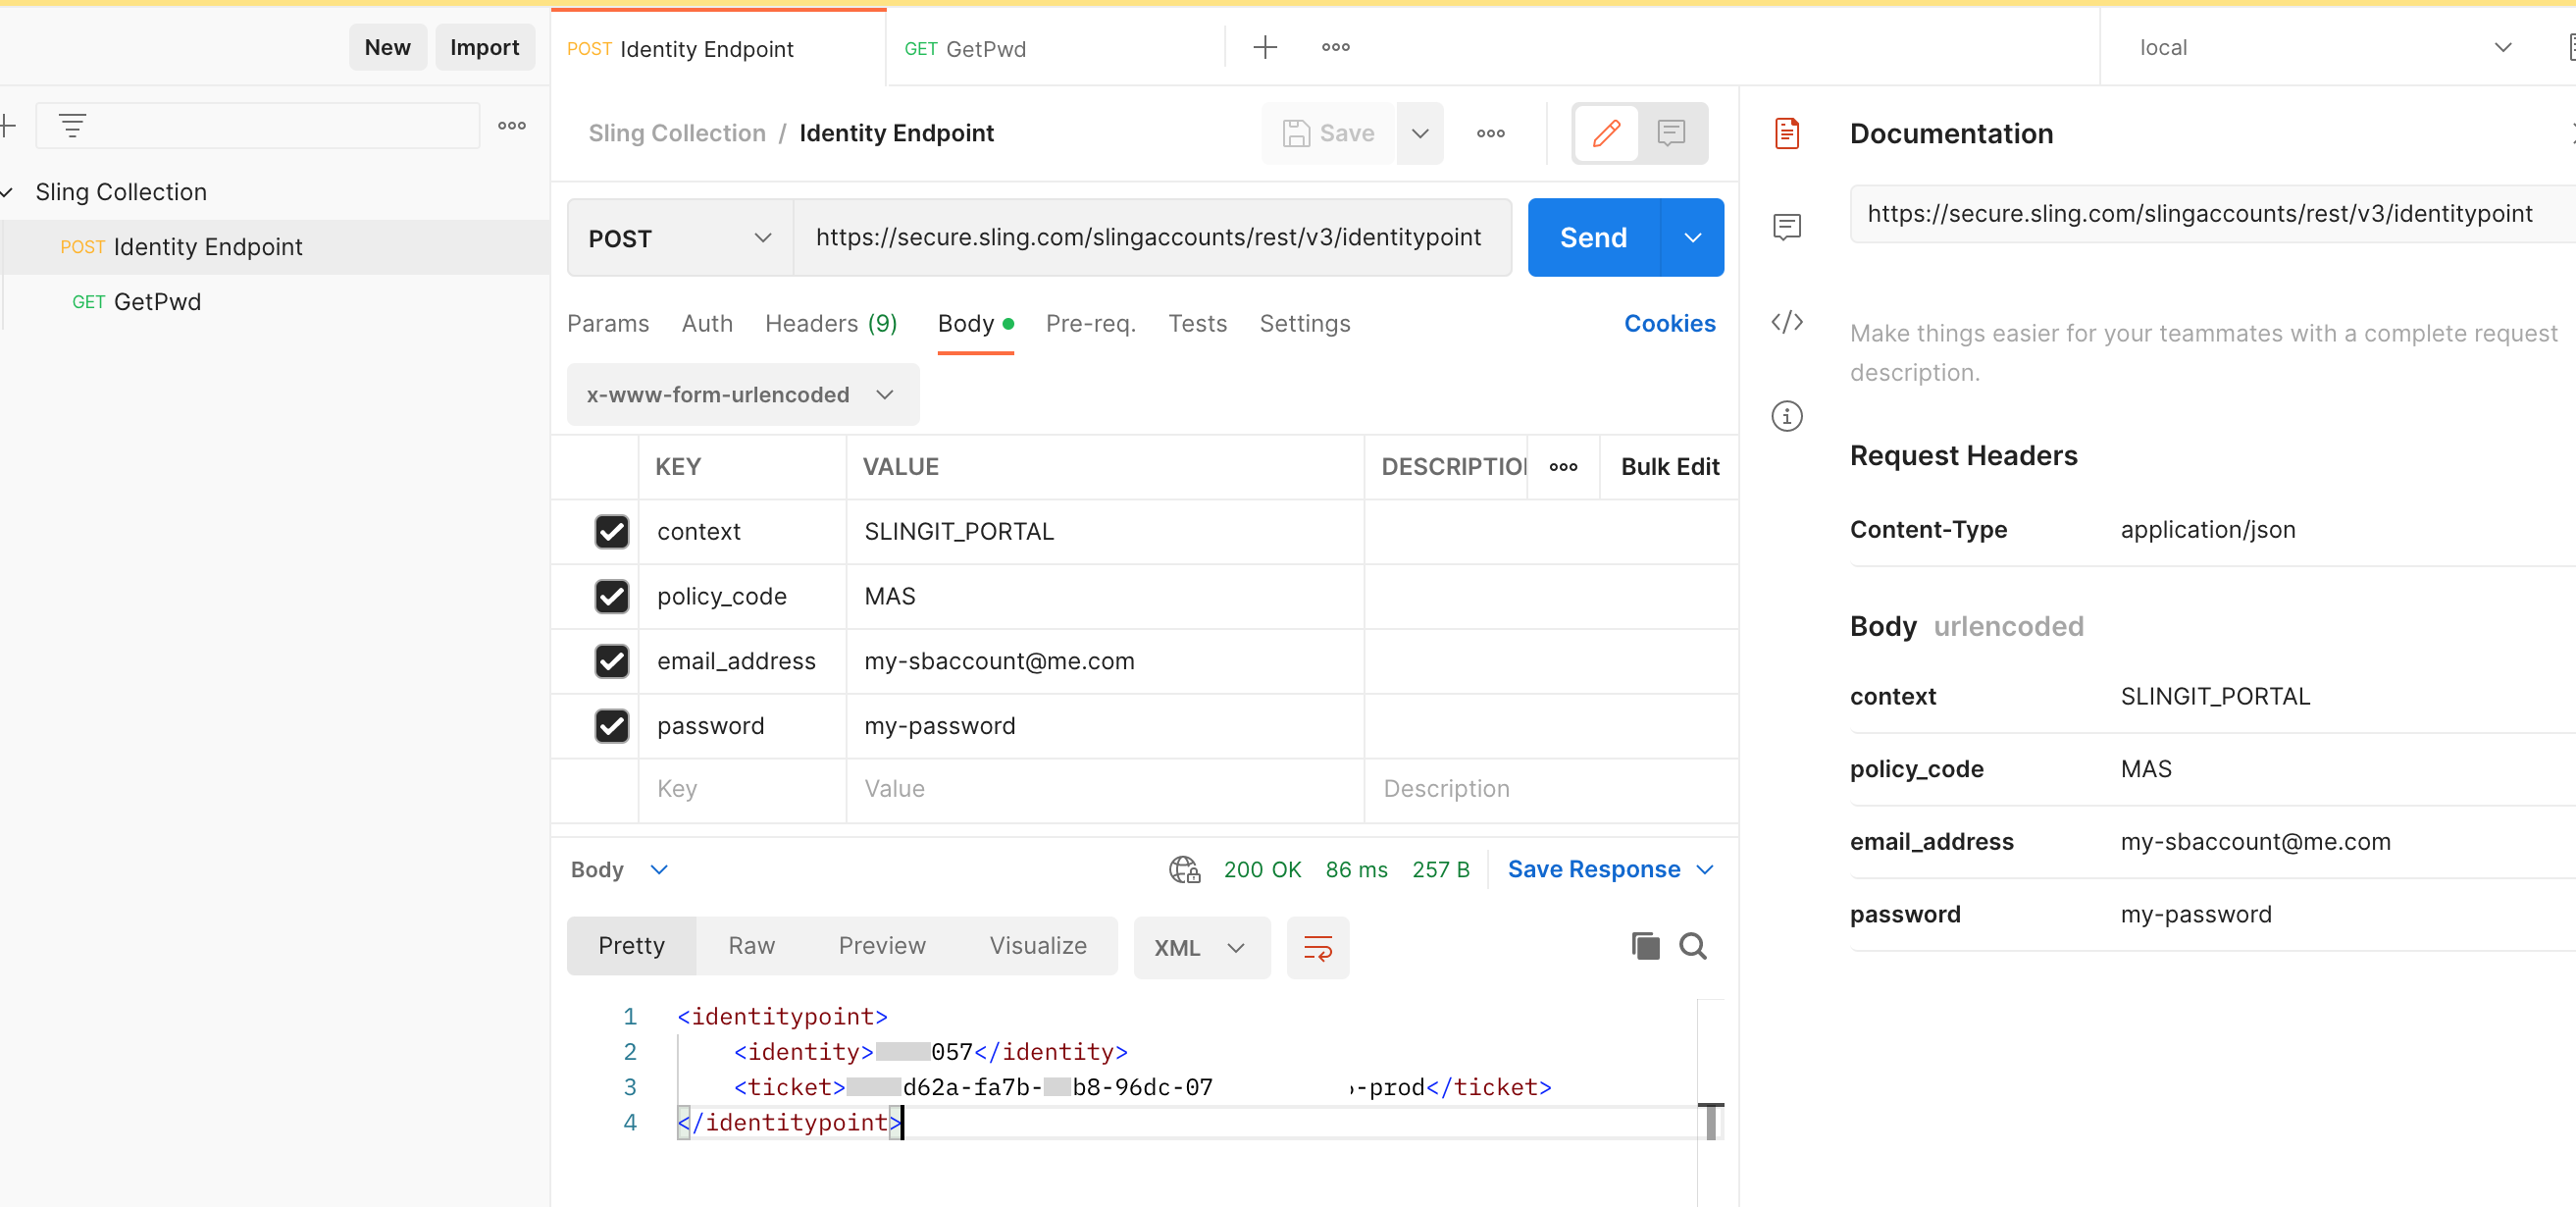 New Import
POST Identity Endpoint
GET GetPwd
local
Sling Collection
POST Identity Endpoint
GET GetPwd
Sling Collection / Identity Endpoint
Save
POST
https://secure.sling.com/slingaccounts/rest/v3/identitypoint
Send
Params Auth Headers (9) Body Pre-req. Tests Settings Cookies
x-www-form-urlencoded
KEY VALUE DESCRIPTION Bulk Edit
context SLINGIT_PORTAL
policy_code MAS
email_address my-sbaccount@me.com
password my-password
Key Value Description
Body 200 OK 86 ms 257 B Save Response
Pretty Raw Preview Visualize XML
1 <identitypoint>
2 <identity>057</identity>
3 <ticket>d62a-fa7b-b8-96dc-07 -prod</ticket>
4 </identitypoint>
Documentation
https://secure.sling.com/slingaccounts/rest/v3/identitypoint
Make things easier for your teammates with a complete request
description.
Request Headers
Content-Type application/json
Body urlencoded
context SLINGIT_PORTAL
policy_code MAS
email_address my-sbaccount@me.com
password my-password